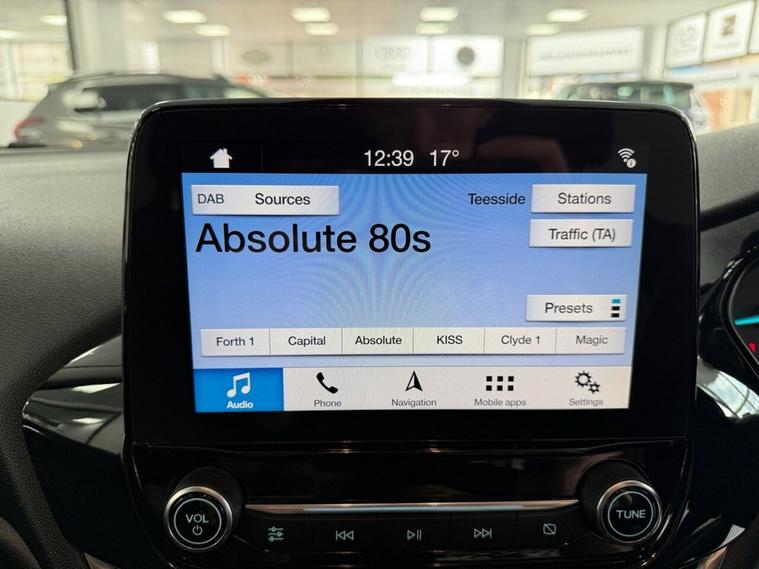 12:39 17°
DAB Sources Teesside Stations
Absolute 80s
Traffic (TA)
Presets
Forth 1 Capital Absolute KISS Clyde 1 Magic
Audio Phone Navigation Mobile apps Settings
VOL TUNE